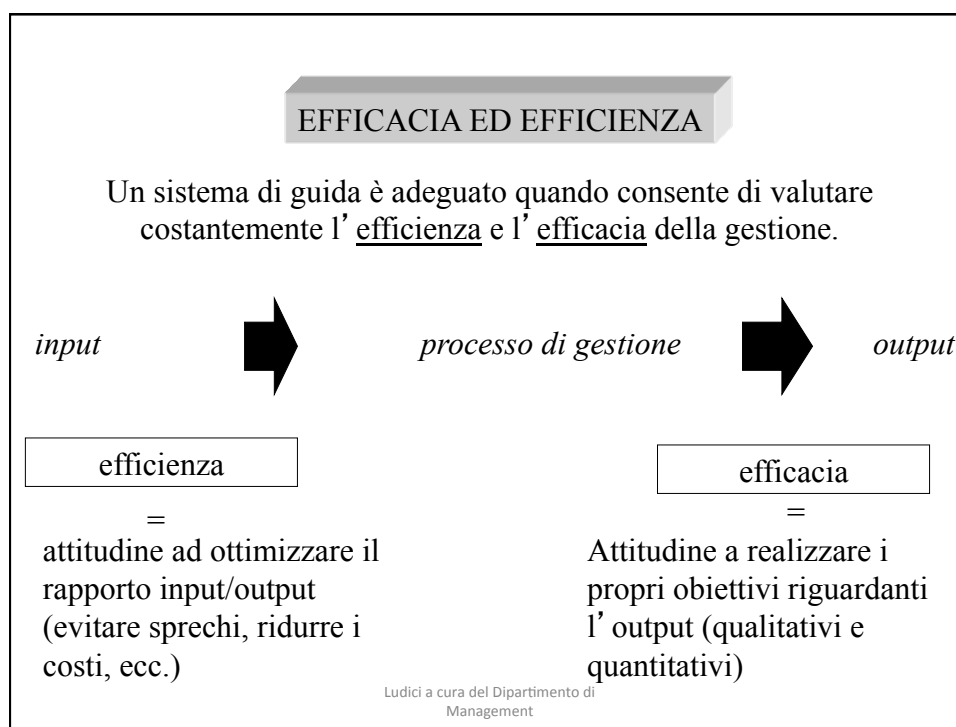 EFFICACIA ED EFFICIENZA
Un sistema di guida è adeguato quando consente di valutare
costantemente l’efficienza e l’efficacia della gestione.
input
processo di gestione
output
efficienza
=
attitudine ad ottimizzare il
rapporto input/output
(evitare sprechi, ridurre i
costi, ecc.)
efficacia
=
Attitudine a realizzare i
propri obiettivi riguardanti
l’output (qualitativi e
quantitativi)
Ludici a cura del Dipartimento di
Management